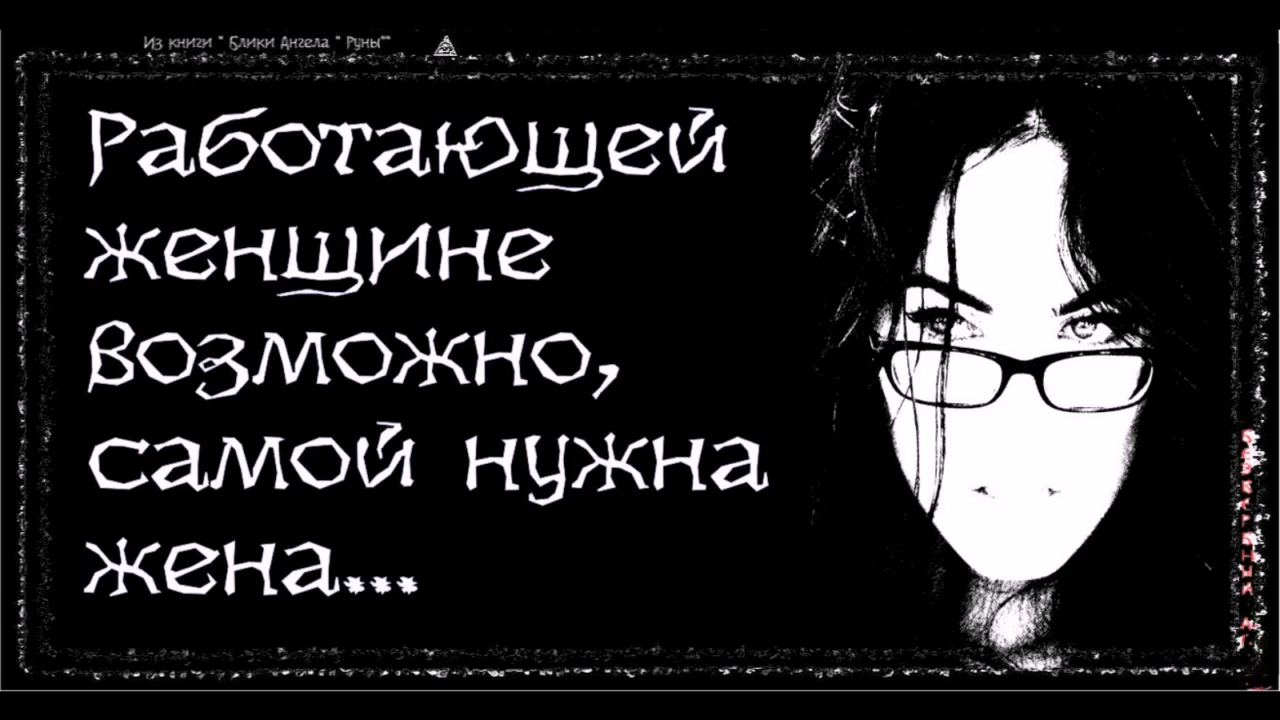 Из книги " Блики Ангела " Руны""
Работающей
женщине
возможно,
самой нужна
жена...